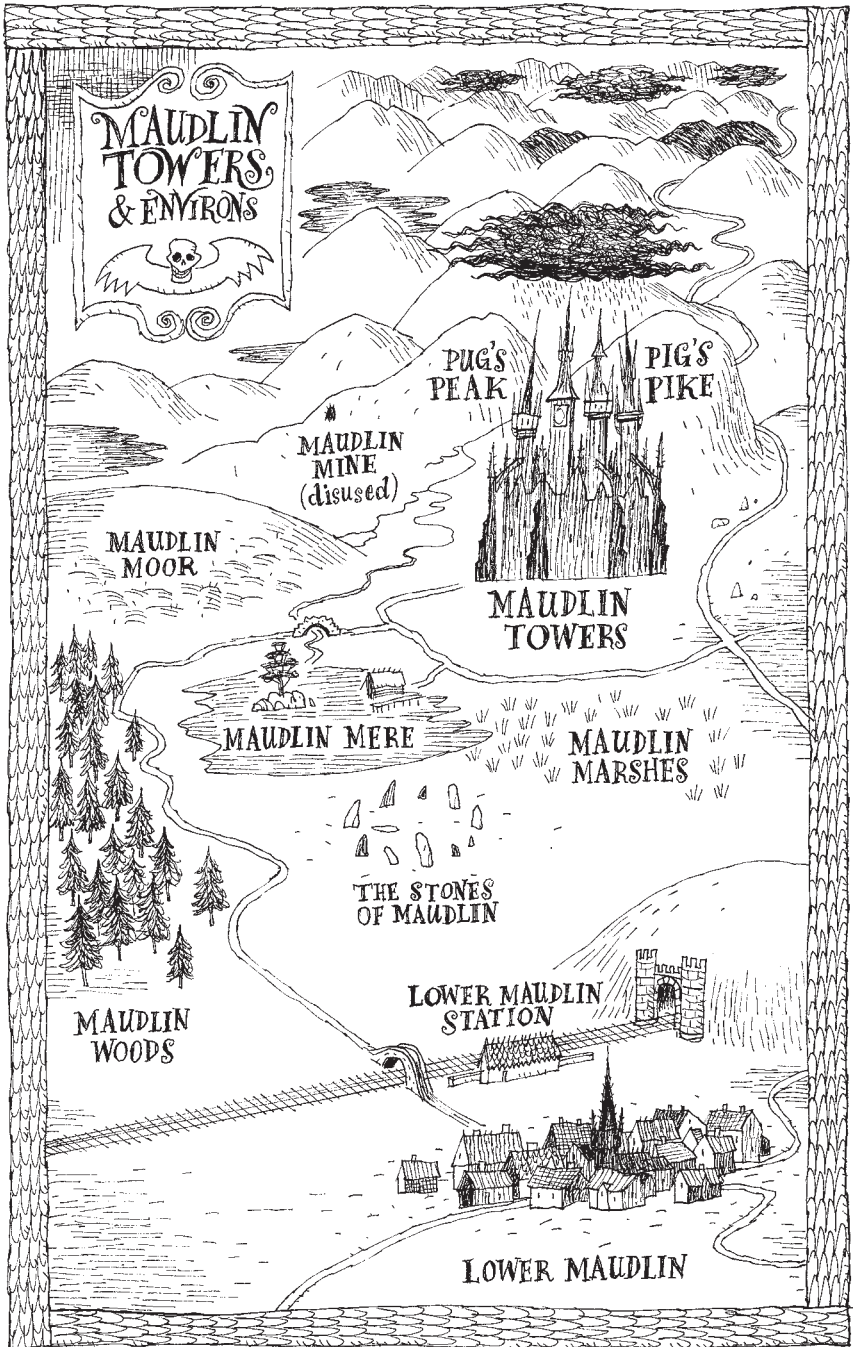 MAUDLIN
TOWERS
& ENVIRONS
PUG'S
PEAK
PIG'S
PIKE
MAUDLIN
MINE
(disused)
MAUDLIN
MOOR
MAUDLIN
TOWERS
MAUDLIN MERE
MAUDLIN
MARSHES
THE STONES
OF MAUDLIN
LOWER MAUDLIN
STATION
MAUDLIN
WOODS
LOWER MAUDLIN